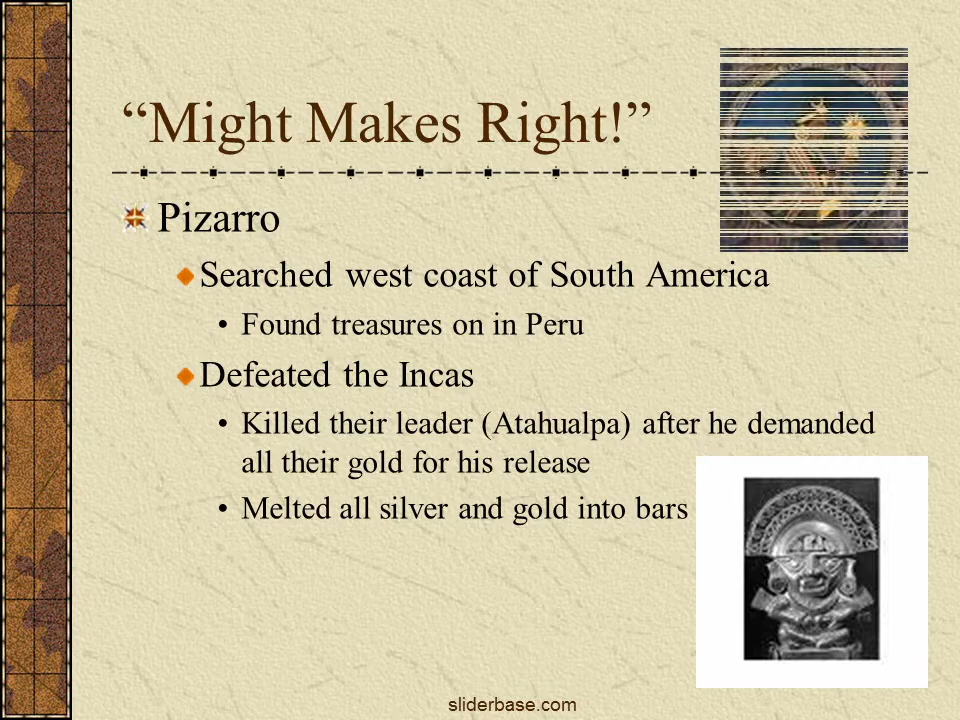 “Might Makes Right!”
Pizarro
Searched west coast of South America
• Found treasures on in Peru
Defeated the Incas
• Killed their leader (Atahualpa) after he demanded
all their gold for his release
• Melted all silver and gold into bars
sliderbase.com